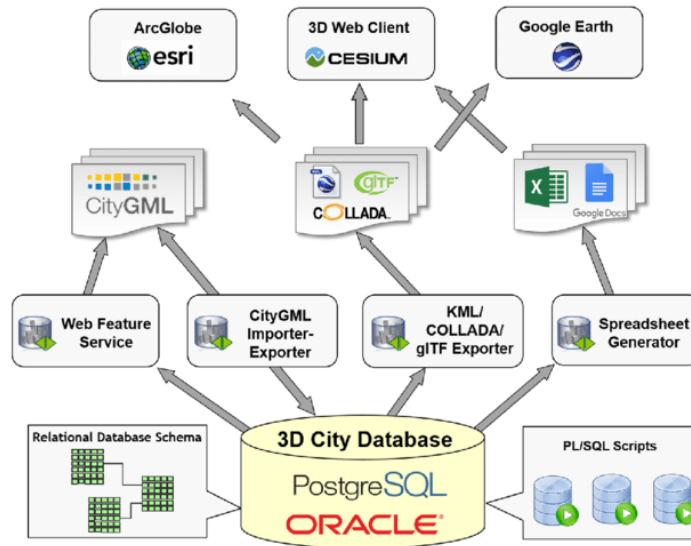 ArcGlobe
esri
3D Web Client
CESIUM
Google Earth
CityGML
glTF
COLLADA
X
Google Docs
Web Feature
Service
CityGML
Importer-
Exporter
KML/
COLLADA/
glTF Exporter
Spreadsheet
Generator
Relational Database Schema
3D City Database
PostgreSQL
ORACLE
PL/SQL Scripts